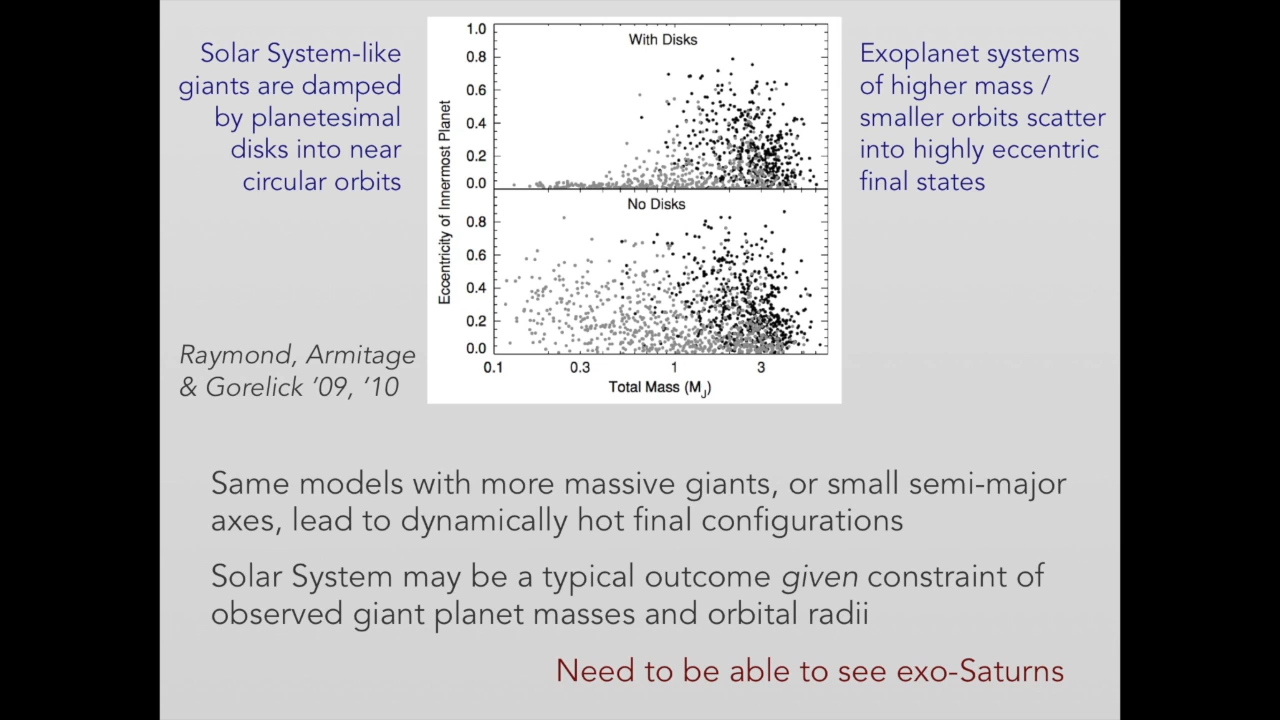 Solar System-like
giants are damped
by planetesimal
disks into near
circular orbits
Raymond, Armitage
& Gorelick ’09, ‘10
Eccentricity of Innermost Planet
With Disks
1.0
0.8
0.6
0.4
0.2
0.0
No Disks
0.8
0.6
0.4
0.2
0.0
0.1 0.3 1 3
Total Mass (MJ)
Exoplanet systems
of higher mass /
smaller orbits scatter
into highly eccentric
final states
Same models with more massive giants, or small semi-major
axes, lead to dynamically hot final configurations
Solar System may be a typical outcome given constraint of
observed giant planet masses and orbital radii
Need to be able to see exo-Saturns